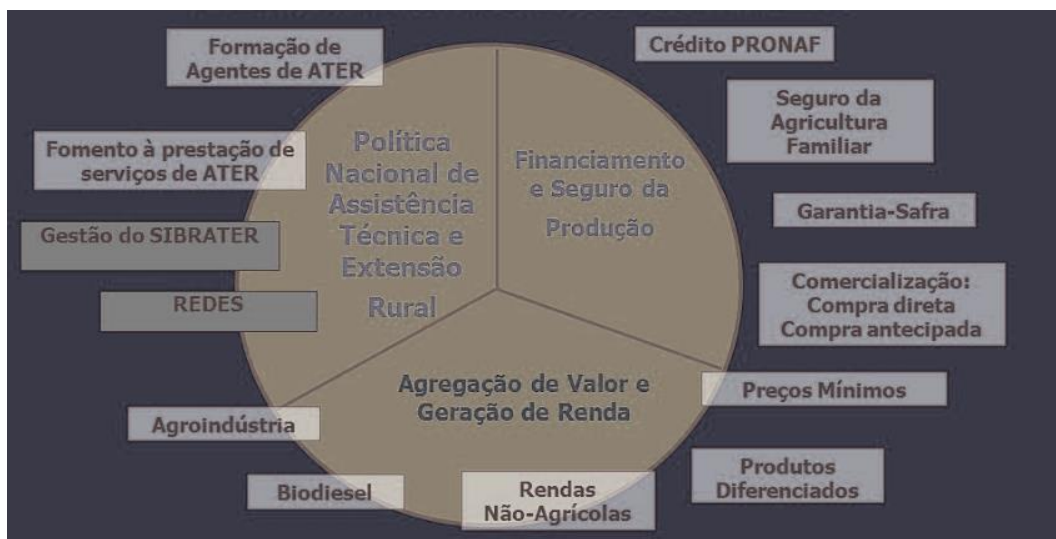 Formação de
Agentes de ATER
Fomento à prestação de
serviços de ATER
Gestão do SIBRATER
REDES
Política
Nacional de
Assistência
Técnica e
Extensão
Rural
Financiamento
e Seguro da
Produção
Crédito PRONAF
Seguro da
Agricultura
Familiar
Garantia-Safra
Comercialização:
Compra direta
Compra antecipada
Preços Mínimos
Agregação de Valor e
Geração de Renda
Agroindústria
Biodiesel
Rendas
Não-Agrícolas
Produtos
Diferenciados